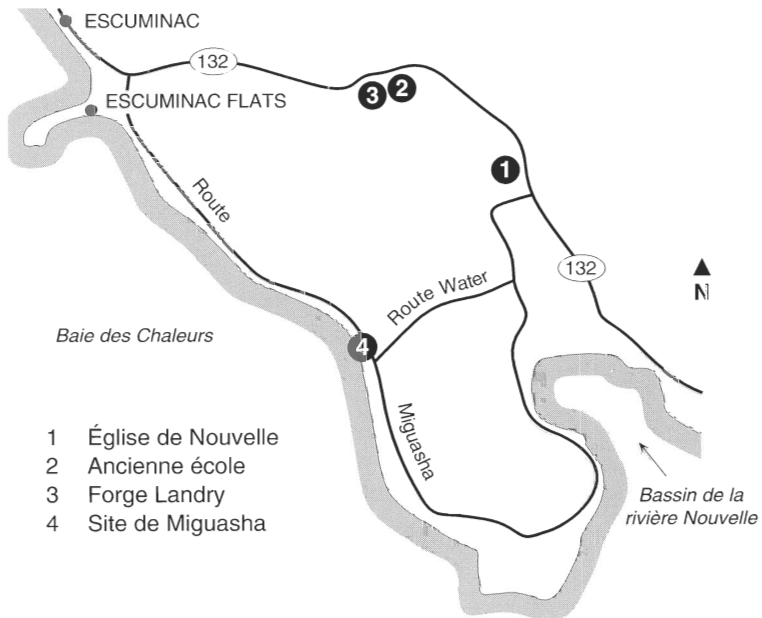 ESCUMINAC
132
ESCUMINAC FLATS
3
2
1
Route
132
N
Route Water
Baie des Chaleurs
4
Miguasha
1 Église de Nouvelle
2 Ancienne école
3 Forge Landry
4 Site de Miguasha
Bassin de la
rivière Nouvelle